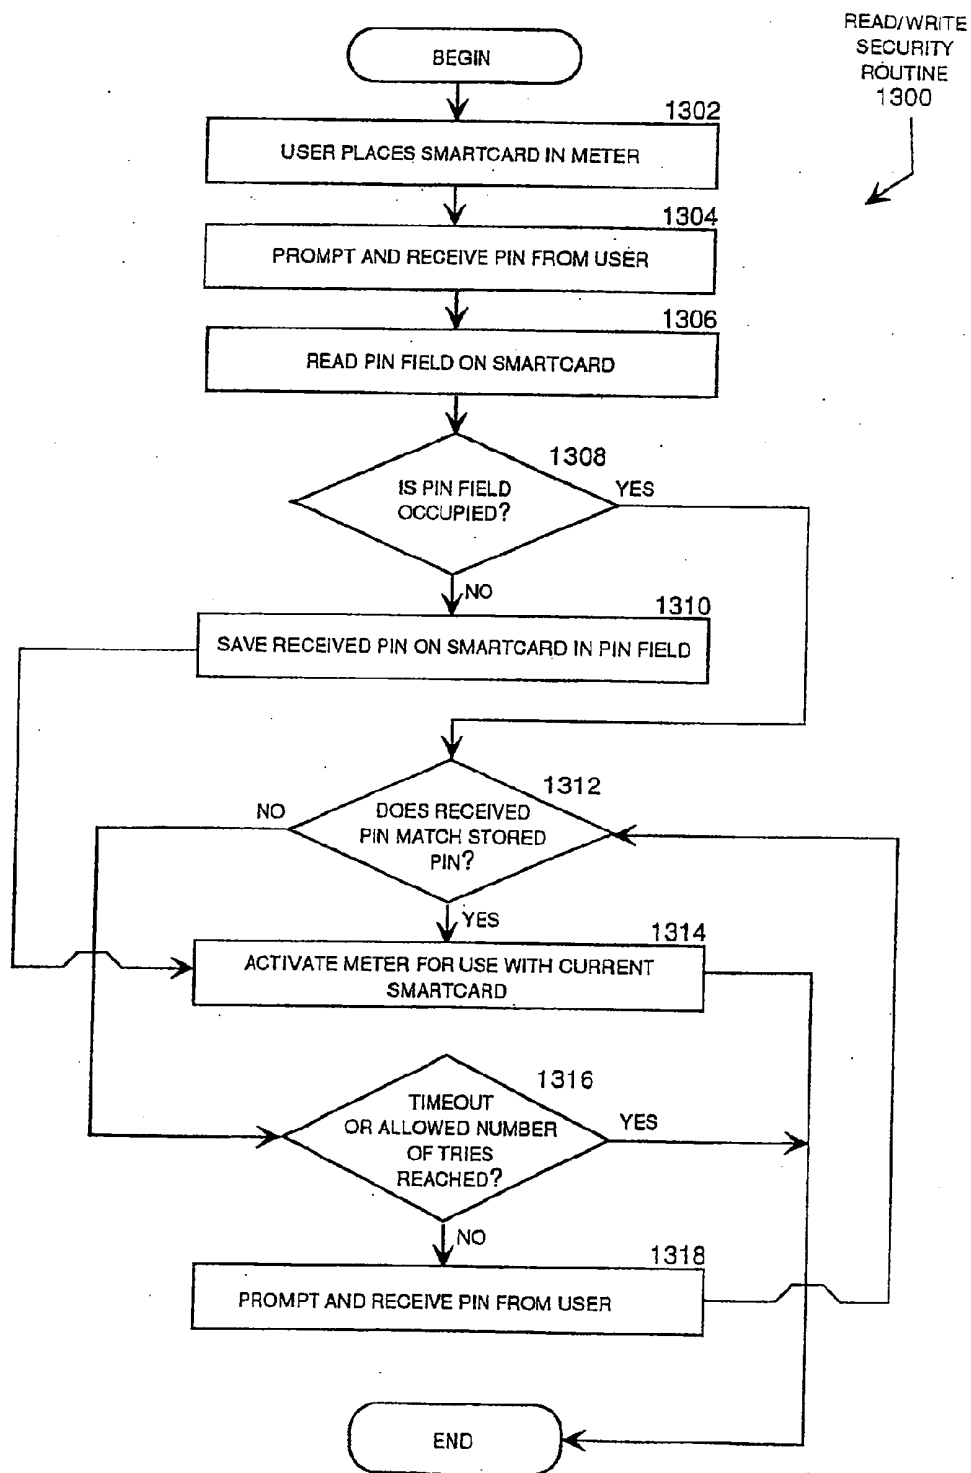 READ/WRITE
SECURITY
ROUTINE
1300
BEGIN
1302
USER PLACES SMARTCARD IN METER
1304
PROMPT AND RECEIVE PIN FROM USER
1306
READ PIN FIELD ON SMARTCARD
1308
IS PIN FIELD
OCCUPIED?
YES
NO
1310
SAVE RECEIVED PIN ON SMARTCARD IN PIN FIELD
1312
NO
DOES RECEIVED
PIN MATCH STORED
PIN?
YES
1314
ACTIVATE METER FOR USE WITH CURRENT
SMARTCARD
1316
TIMEOUT
OR ALLOWED NUMBER
OF TRIES
REACHED?
YES
NO
1318
PROMPT AND RECEIVE PIN FROM USER
END